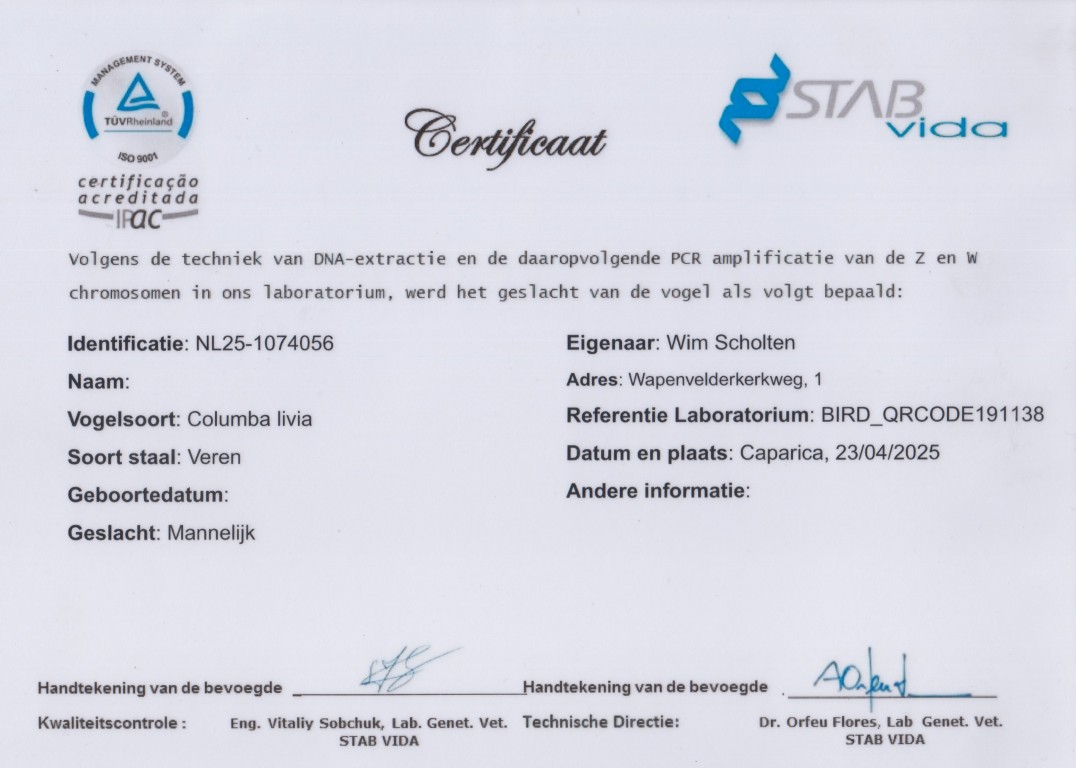 MANAGEMENT SYSTEM
TÜVRheinland®
ISO 9001
certificação
acreditada
IPAC
Certificaat
STAB
vida
Volgens de techniek van DNA-extractie en de daaropvolgende PCR amplificatie van de Z en W
chromosomen in ons laboratorium, werd het geslacht van de vogel als volgt bepaald:
Identificatie: NL25-1074056
Naam:
Vogelsoort: Columba livia
Soort staal: Veren
Geboortedatum:
Geslacht: Mannelijk
Eigenaar: Wim Scholten
Adres: Wapenvelderkerkweg, 1
Referentie Laboratorium: BIRD_QRCODE191138
Datum en plaats: Caparica, 23/04/2025
Andere informatie:
Handtekening van de bevoegde
Kwaliteitscontrole :
Eng. Vitaliy Sobchuk, Lab. Genet. Vet.
STAB VIDA
Handtekening van de bevoegde
Technische Directie:
Dr. Orfeu Flores, Lab Genet. Vet.
STAB VIDA